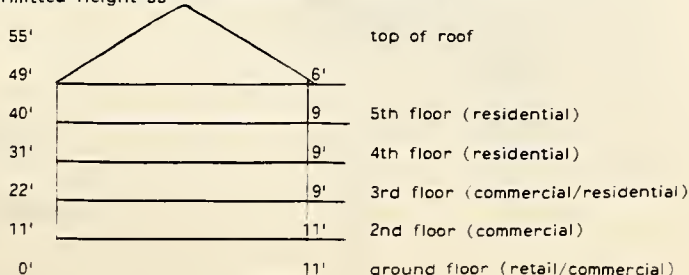 55' top of roof
49' 6'
40' 9 5th floor (residential)
31' 9' 4th floor (residential)
22' 9' 3rd floor (commercial/residential)
11' 11' 2nd floor (commercial)
0' 11' ground floor (retail/commercial)